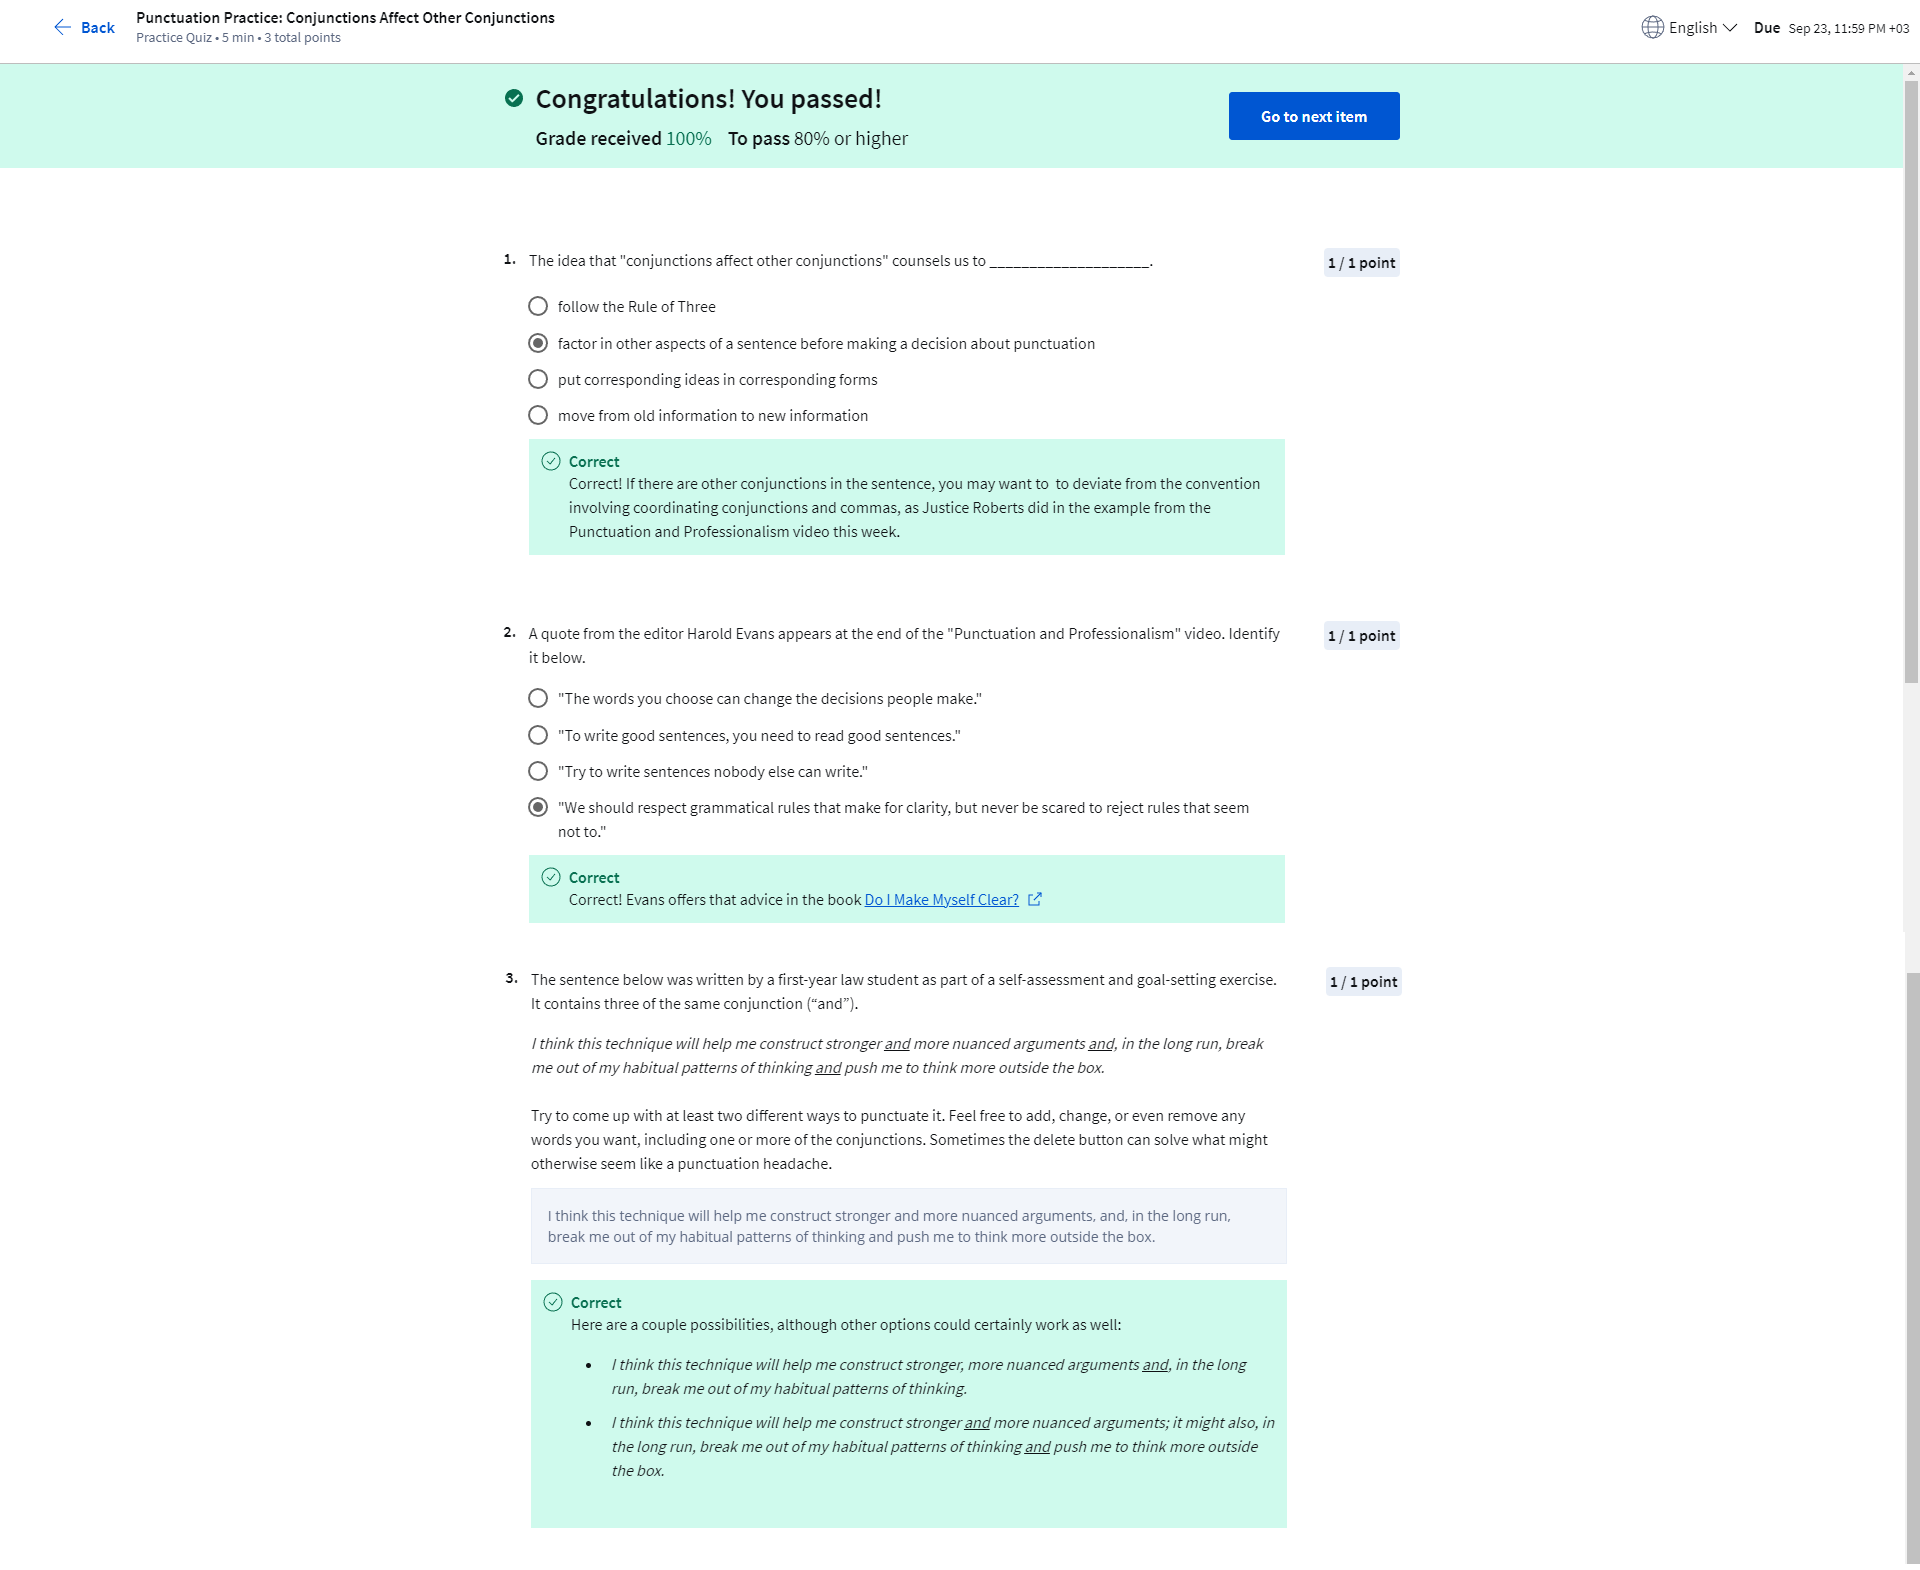 Back
Punctuation Practice: Conjunctions Affect Other Conjunctions
Practice Quiz • 5 min • 3 total points
English
Due Sep 23, 11:59 PM +03
Congratulations! You passed!
Grade received 100% To pass 80% or higher
Go to next item
1. The idea that "conjunctions affect other conjunctions" counsels us to ____________________.
1 / 1 point
follow the Rule of Three
factor in other aspects of a sentence before making a decision about punctuation
put corresponding ideas in corresponding forms
move from old information to new information
Correct
Correct! If there are other conjunctions in the sentence, you may want to to deviate from the convention
involving coordinating conjunctions and commas, as Justice Roberts did in the example from the
Punctuation and Professionalism video this week.
2. A quote from the editor Harold Evans appears at the end of the "Punctuation and Professionalism" video. Identify
it below.
1 / 1 point
"The words you choose can change the decisions people make."
"To write good sentences, you need to read good sentences."
"Try to write sentences nobody else can write."
"We should respect grammatical rules that make for clarity, but never be scared to reject rules that seem
not to."
Correct
Correct! Evans offers that advice in the book Do I Make Myself Clear?
3. The sentence below was written by a first-year law student as part of a self-assessment and goal-setting exercise.
It contains three of the same conjunction (“and”).
1 / 1 point
I think this technique will help me construct stronger and more nuanced arguments and, in the long run, break
me out of my habitual patterns of thinking and push me to think more outside the box.
Try to come up with at least two different ways to punctuate it. Feel free to add, change, or even remove any
words you want, including one or more of the conjunctions. Sometimes the delete button can solve what might
otherwise seem like a punctuation headache.
I think this technique will help me construct stronger and more nuanced arguments, and, in the long run,
break me out of my habitual patterns of thinking and push me to think more outside the box.
Correct
Here are a couple possibilities, although other options could certainly work as well:
• I think this technique will help me construct stronger, more nuanced arguments and, in the long
run, break me out of my habitual patterns of thinking.
• I think this technique will help me construct stronger and more nuanced arguments; it might also, in
the long run, break me out of my habitual patterns of thinking and push me to think more outside
the box.